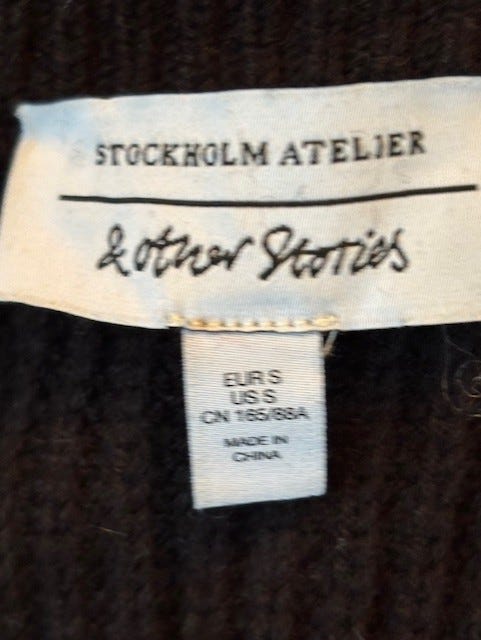 STOCKHOLM ATELIER
& other Stories
EUR S
US S
CN 165/88A
MADE IN
CHINA